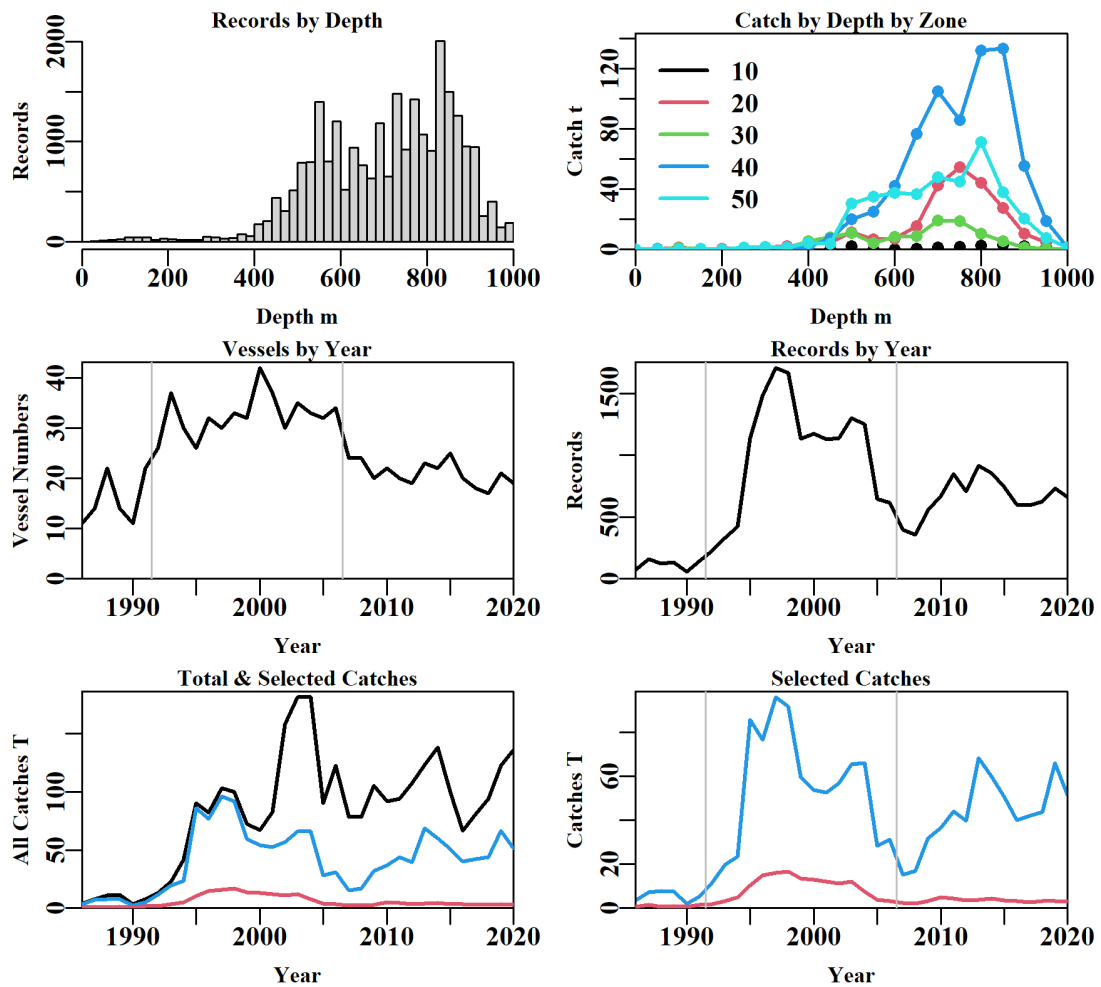 Records by Depth
Records
0
1000
2000
0 200 400 600 800 1000
Depth m
Catch by Depth by Zone
Catch t
0
40
80
120
10
20
30
40
50
0 200 400 600 800 1000
Depth m
Vessels by Year
Vessel Numbers
0
10
20
30
40
1990 2000 2010 2020
Year
Records by Year
Records
0
500
1500
1990 2000 2010 2020
Year
Total & Selected Catches
All Catches T
0
50
100
1990 2000 2010 2020
Year
Selected Catches
Catches T
0
20
60
1990 2000 2010 2020
Year